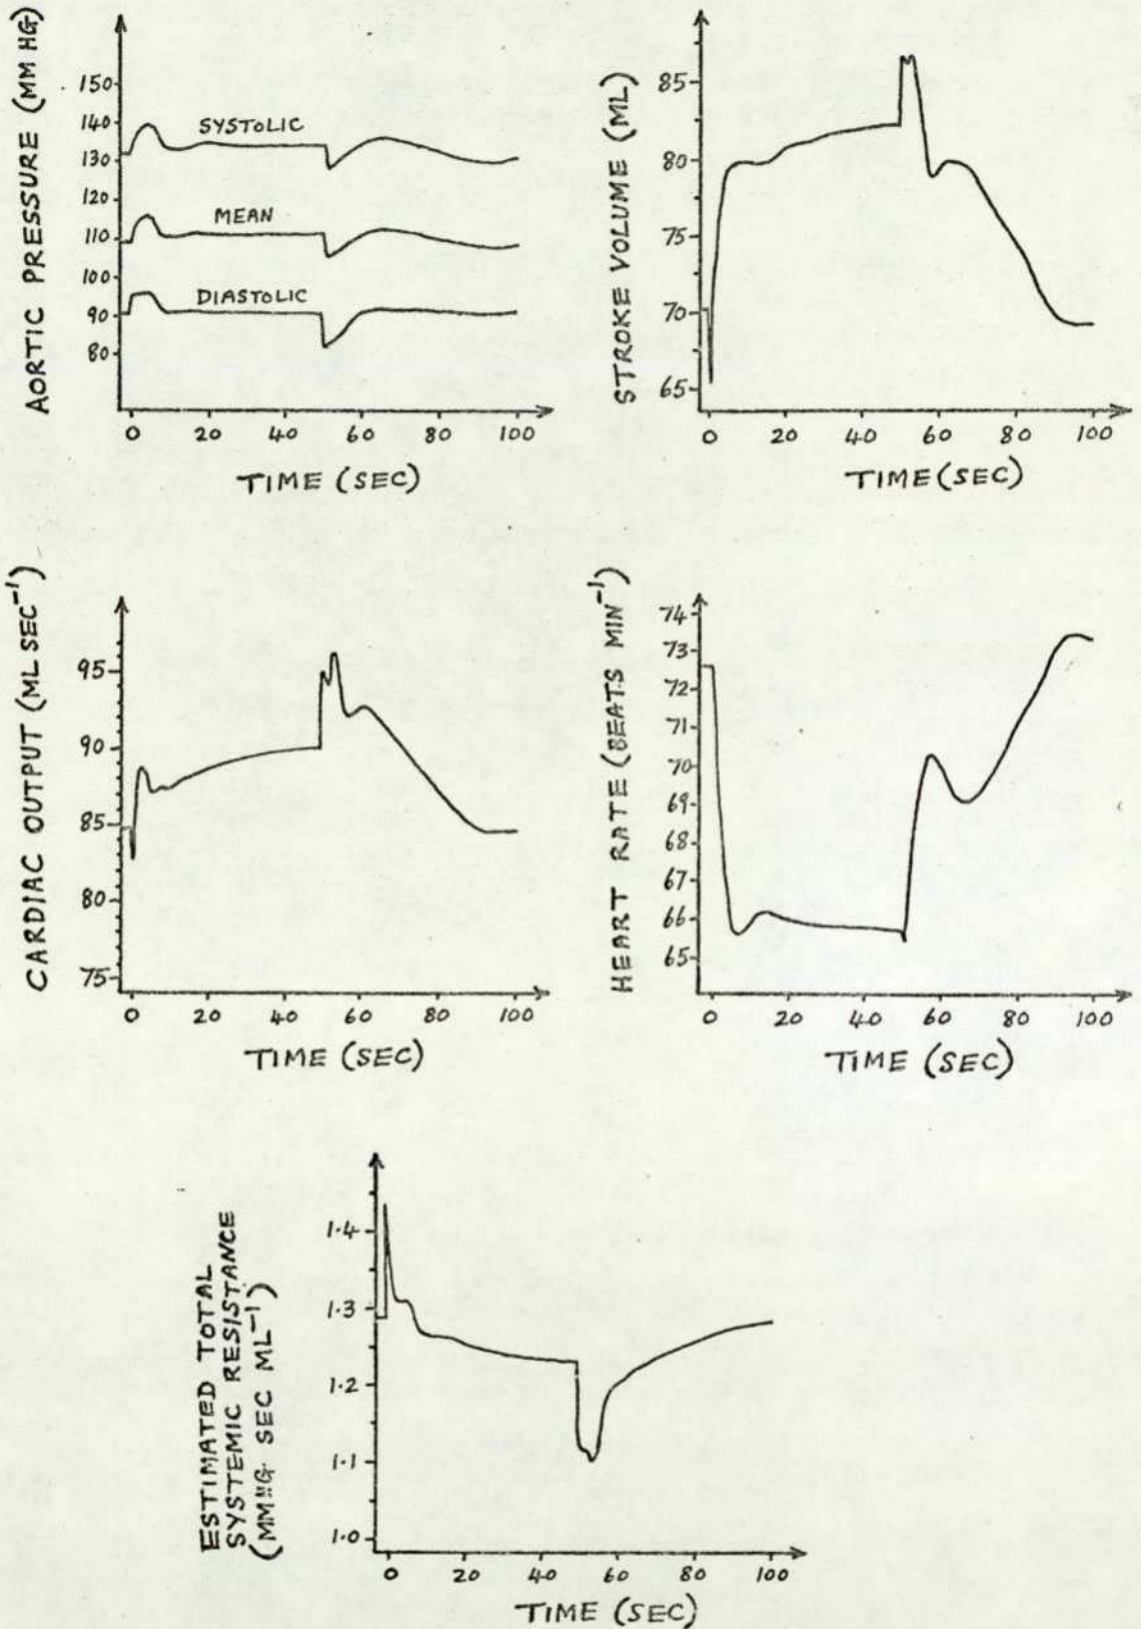 AORTIC PRESSURE (MM HG)
150
140
130
120
110
100
90
80
SYSTOLIC
MEAN
DIASTOLIC
0 20 40 60 80 100
TIME (SEC)
STROKE VOLUME (ML)
85
80
75
70
65
0 20 40 60 80 100
TIME (SEC)
CARDIAC OUTPUT (ML SEC⁻¹)
95
90
85
80
75
0 20 40 60 80 100
TIME (SEC)
HEART RATE (BEATS MIN⁻¹)
74
73
72
71
70
69
68
67
66
65
0 20 40 60 80 100
TIME (SEC)
ESTIMATED TOTAL
SYSTEMIC RESISTANCE
(MMHG SEC ML⁻¹)
1.4
1.3
1.2
1.1
1.0
0 20 40 60 80 100
TIME (SEC)